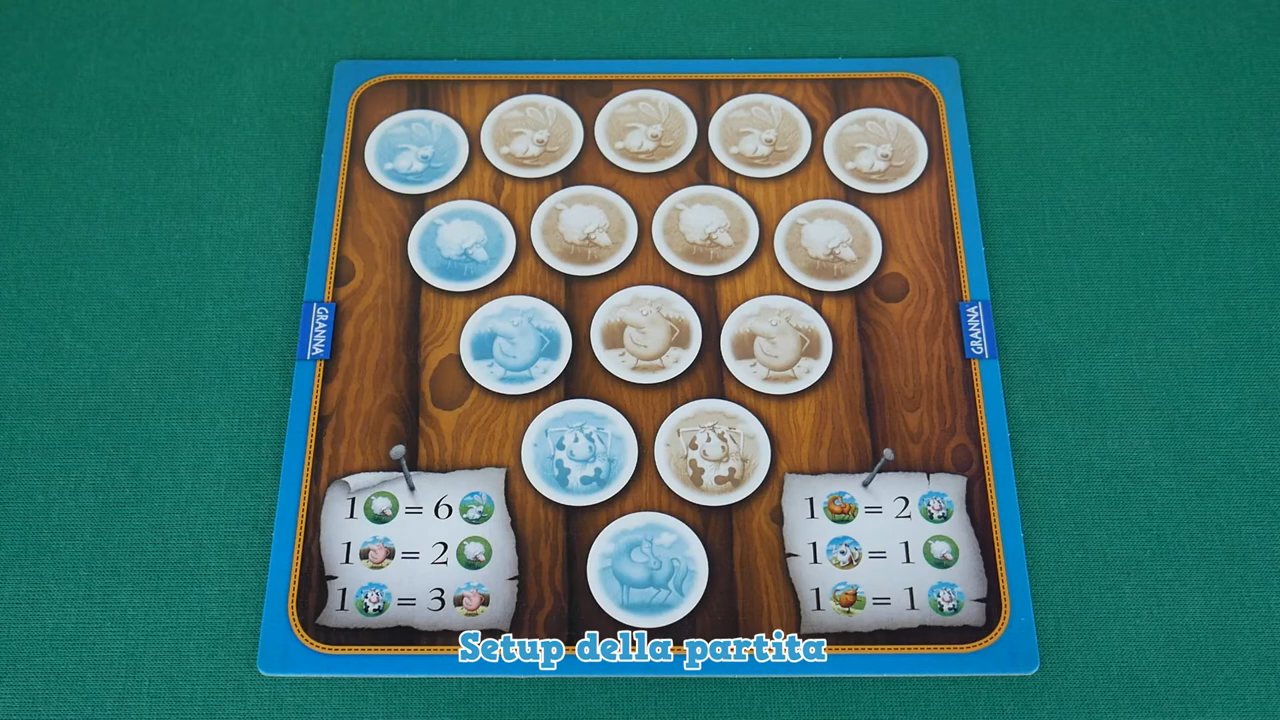 GRANNA
GRANNA
1 = 6
1 = 2
1 = 3
1 = 2
1 = 1
1 = 1
Setup della partita